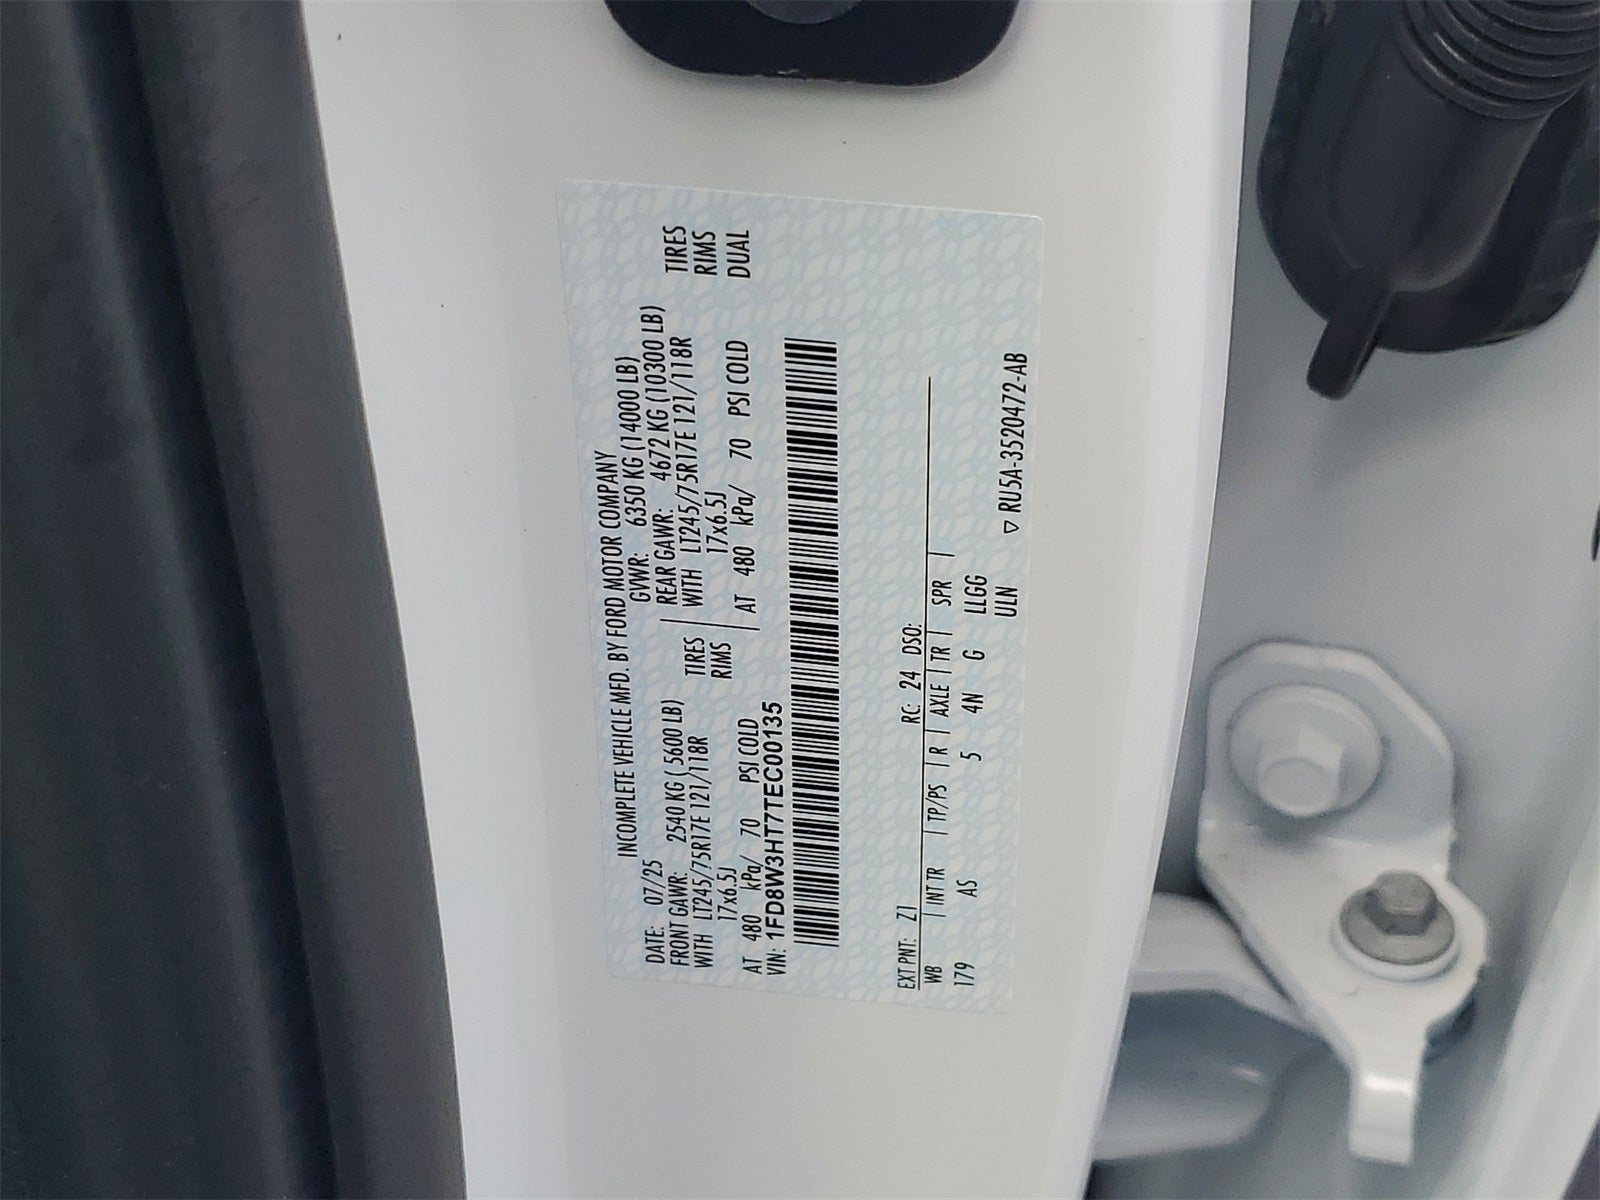 INCOMPLETE VEHICLE MFD. BY FORD MOTOR COMPANY
DATE: 07/25 GVWR: 6350 KG (14000 LB)
FRONT GAWR: 2540 KG (5600 LB) REAR GAWR: 4672 KG (10300 LB)
WITH LT245/75R17E 121/118R TIRES WITH LT245/75R17E 121/118R TIRES
17x6.5J RIMS 17x6.5J RIMS
AT 480 kPa/ 70 PSI COLD AT 480 kPa/ 70 PSI COLD DUAL
VIN: 1FD8W3HT7TEC00135
EXT PNT: Z1 RC: 24 DSO:
WB | INT TR | TP/PS | R | AXLE | TR | SPR |
179 AS 5 4N G LLGG
ULN
▽ RU5A-3520472-AB